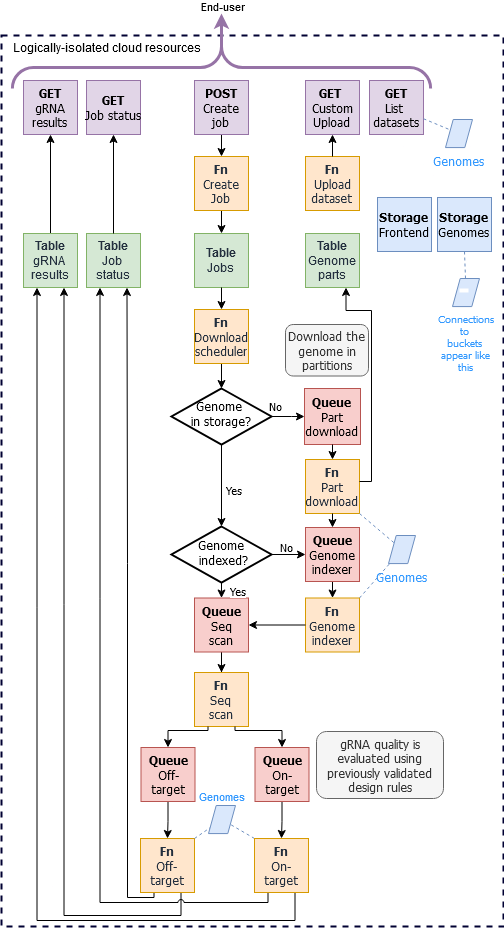 End-user
Logically-isolated cloud resources
GET
gRNA
results
GET
Job status
POST
Create
job
GET
Custom
Upload
GET
List
datasets
Genomes
Fn
Create
Job
Fn
Upload
dataset
Storage
Frontend
Storage
Genomes
Table
gRNA
results
Table
Job
status
Table
Jobs
Table
Genome
parts
Connections
to
buckets
appear like
this
Fn
Download
scheduler
Download the
genome in
partitions
Genome
in storage?
No
Queue
Part
download
Yes
Fn
Part
download
Genome
indexed?
No
Queue
Genome
indexer
Genomes
Yes
Queue
Seq
scan
Fn
Genome
indexer
Fn
Seq
scan
Queue
Off-
target
Queue
On-
target
gRNA quality is
evaluated using
previously validated
design rules
Genomes
Fn
Off-
target
Fn
On-
target